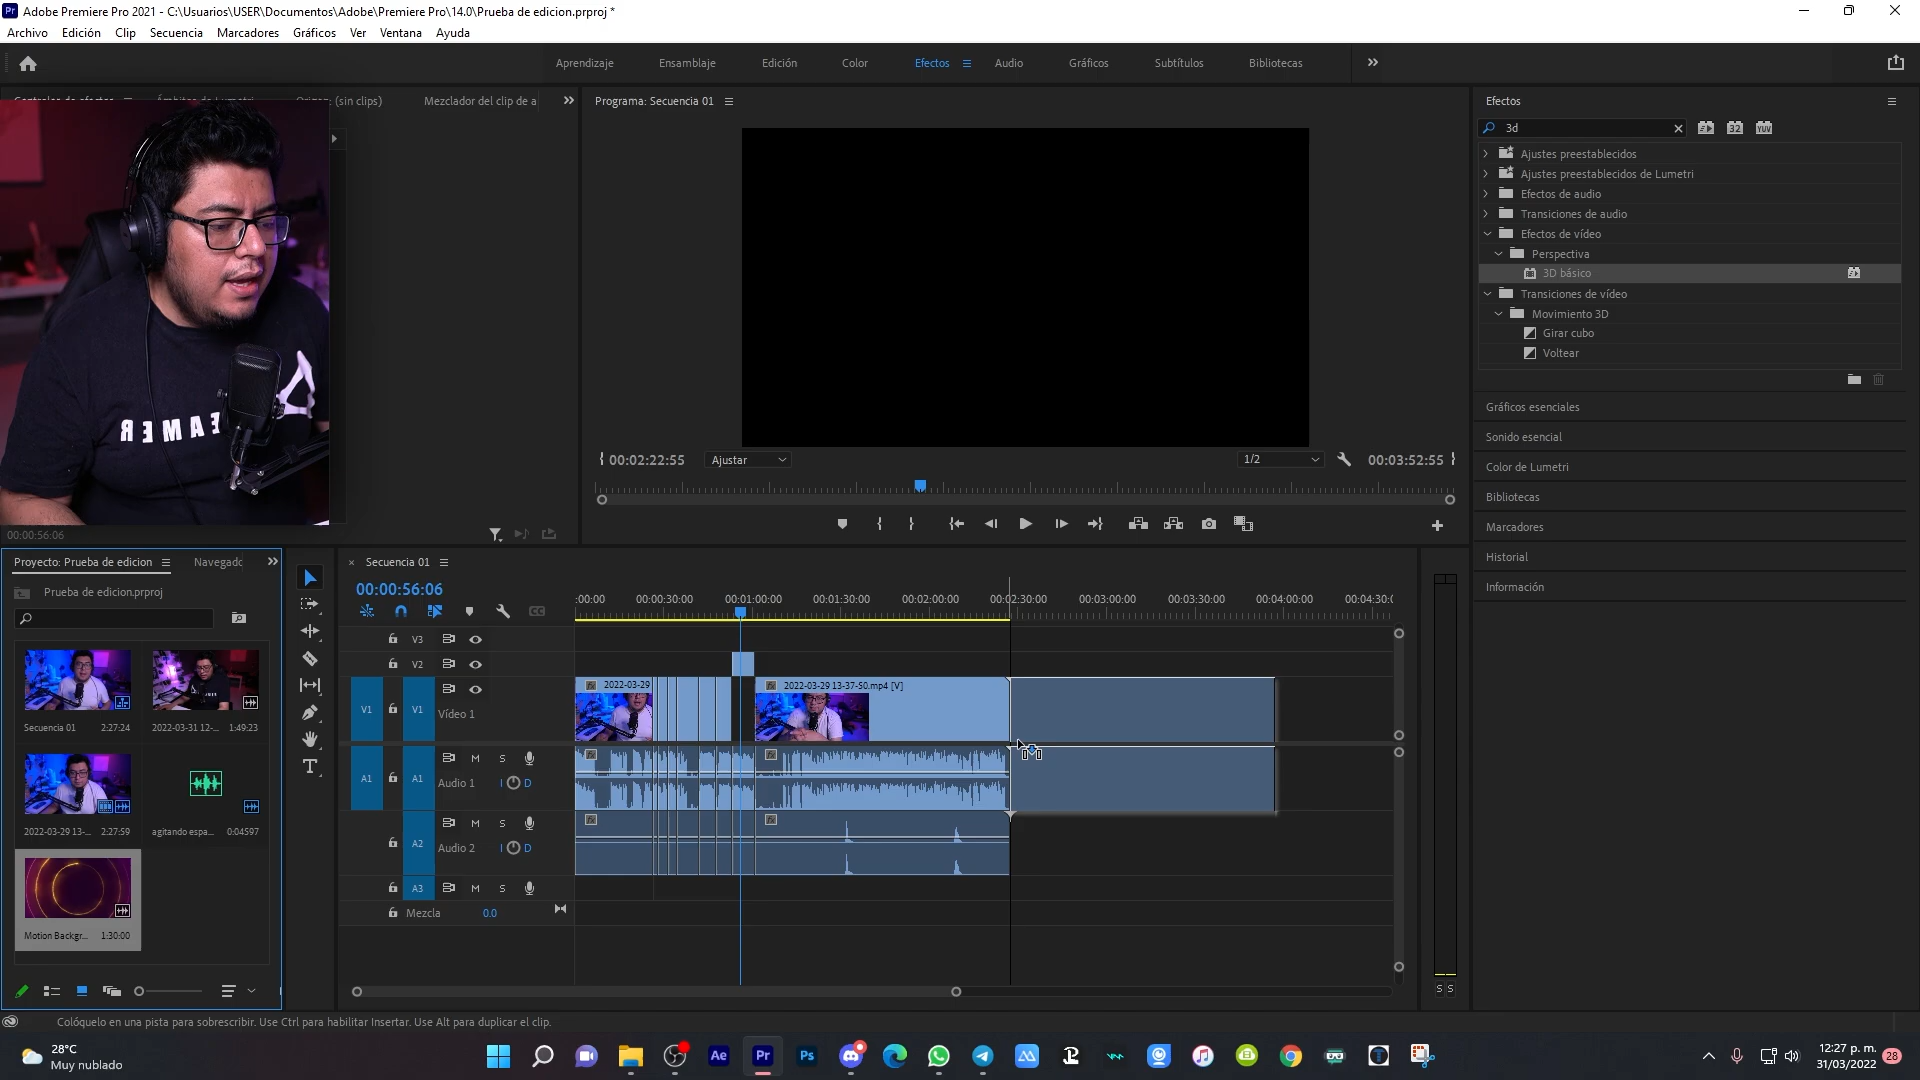 Adobe Premiere Pro 2021 - C:\Usuarios\USER\Documentos\Adobe\Premiere Pro\14.0\Prueba de edicion.prproj *
Archivo Edición Clip Secuencia Marcadores Gráficos Ver Ventana Ayuda
Aprendizaje Ensamblaje Edición Color Efectos Audio Gráficos Subtítulos Bibliotecas
(sin clips) Mezclador del clip de a
Programa: Secuencia 01
Efectos
3d
32 YUV
Ajustes preestablecidos
Ajustes preestablecidos de Lumetri
Efectos de audio
Transiciones de audio
Efectos de vídeo
Perspectiva
3D básico
Transiciones de vídeo
Movimiento 3D
Girar cubo
Voltear
Gráficos esenciales
Sonido esencial
Color de Lumetri
Bibliotecas
Marcadores
Historial
Información
00:02:22:55 Ajustar 1/2 00:03:52:55
00:00:56:06
Proyecto: Prueba de edicion Navegadc
Prueba de edicion.prproj
Secuencia 01 2:27:24
2022-03-31 12-... 1:49:23
2022-03-29 13-... 2:27:59
agitando espa... 0:04597
Motion Backgr... 1:30:00
Secuencia 01
00:00:56:06
:00:00 00:00:30:00 00:01:00:00 00:01:30:00 00:02:00:00 00:02:30:00 00:03:00:00 00:03:30:00 00:04:00:00 00:04:30:0
V3
V2
V1 V1 Vídeo 1
2022-03-29
2022-03-29 13-37-50.mp4 [V]
A1 A1 M S Audio 1 I D
A2 M S Audio 2 I D
A3 M S
Mezcla 0.0
S S
Colóquelo en una pista para sobrescribir. Use Ctrl para habilitar Insertar. Use Alt para duplicar el clip.
28°C
Muy nublado
Ae Pr Ps
12:27 p. m.
31/03/2022
28